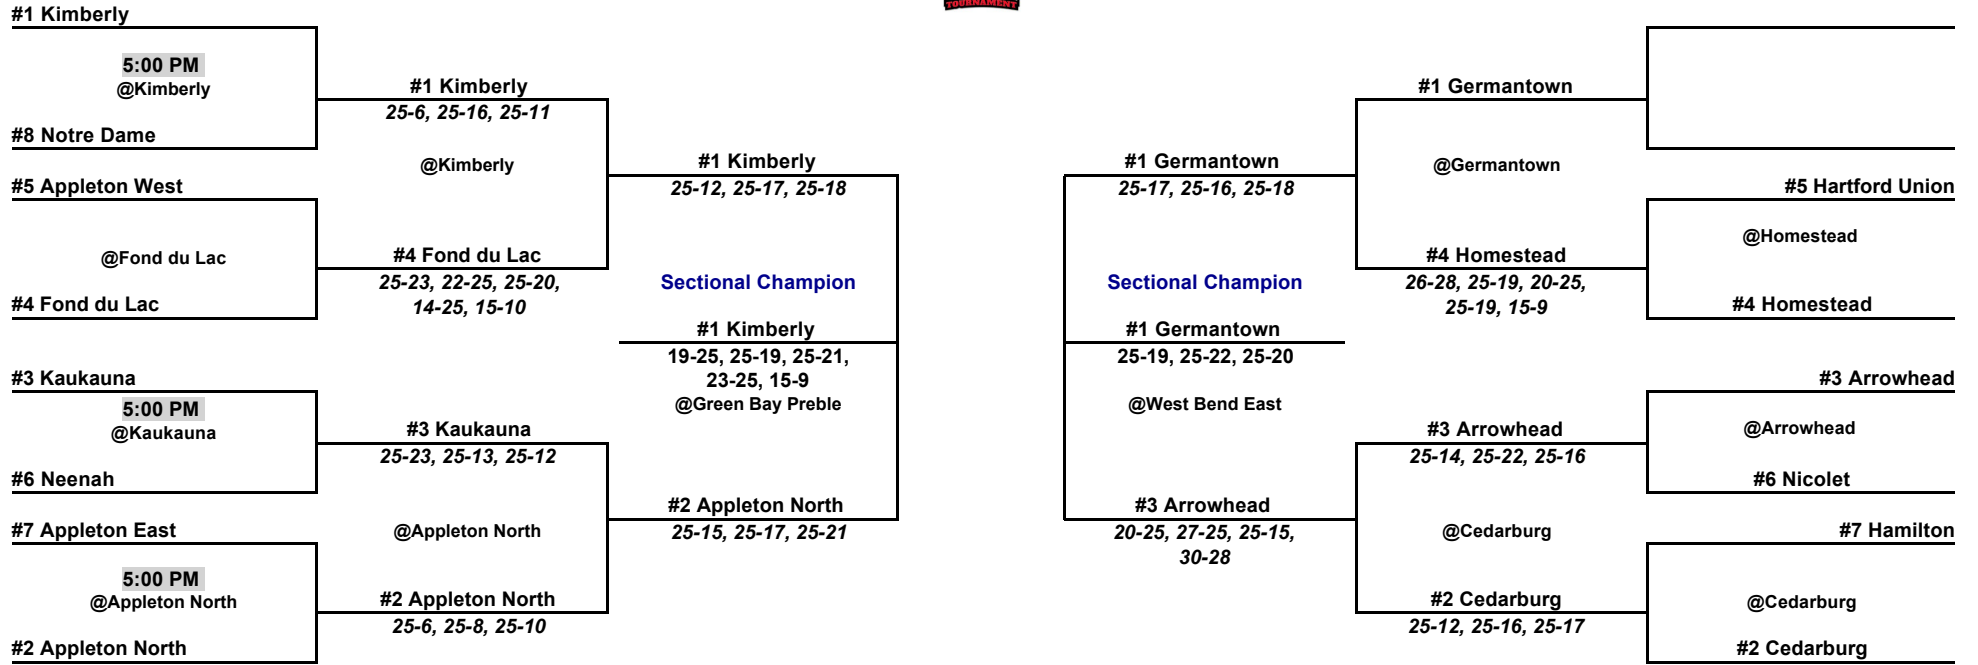 TOURNAMENT
#1 Kimberly
5:00 PM
@Kimberly
#8 Notre Dame
#5 Appleton West
@Fond du Lac
#4 Fond du Lac
#3 Kaukauna
5:00 PM
@Kaukauna
#6 Neenah
#7 Appleton East
5:00 PM
@Appleton North
#2 Appleton North
#1 Kimberly
25-6, 25-16, 25-11
@Kimberly
#4 Fond du Lac
25-23, 22-25, 25-20,
14-25, 15-10
#3 Kaukauna
25-23, 25-13, 25-12
@Appleton North
#2 Appleton North
25-6, 25-8, 25-10
#1 Kimberly
25-12, 25-17, 25-18
Sectional Champion
#1 Kimberly
19-25, 25-19, 25-21,
23-25, 15-9
@Green Bay Preble
#2 Appleton North
25-15, 25-17, 25-21
#1 Germantown
25-17, 25-16, 25-18
Sectional Champion
#1 Germantown
25-19, 25-22, 25-20
@West Bend East
#3 Arrowhead
20-25, 27-25, 25-15,
30-28
#1 Germantown
@Germantown
#4 Homestead
26-28, 25-19, 20-25,
25-19, 15-9
#3 Arrowhead
25-14, 25-22, 25-16
@Cedarburg
#2 Cedarburg
25-12, 25-16, 25-17
#5 Hartford Union
@Homestead
#4 Homestead
#3 Arrowhead
@Arrowhead
#6 Nicolet
#7 Hamilton
@Cedarburg
#2 Cedarburg